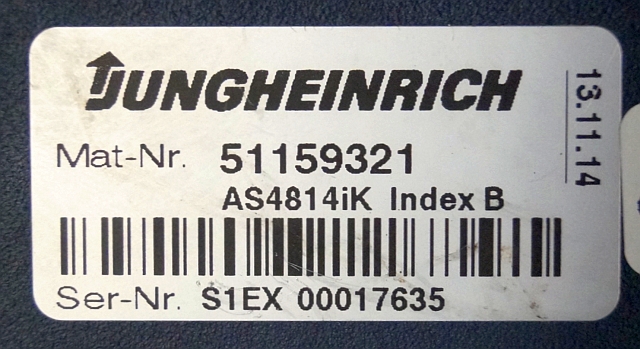 JUNGHEINRICH
13.11.14
Mat-Nr. 51159321
AS4814iK Index B
Ser-Nr. S1EX 00017635